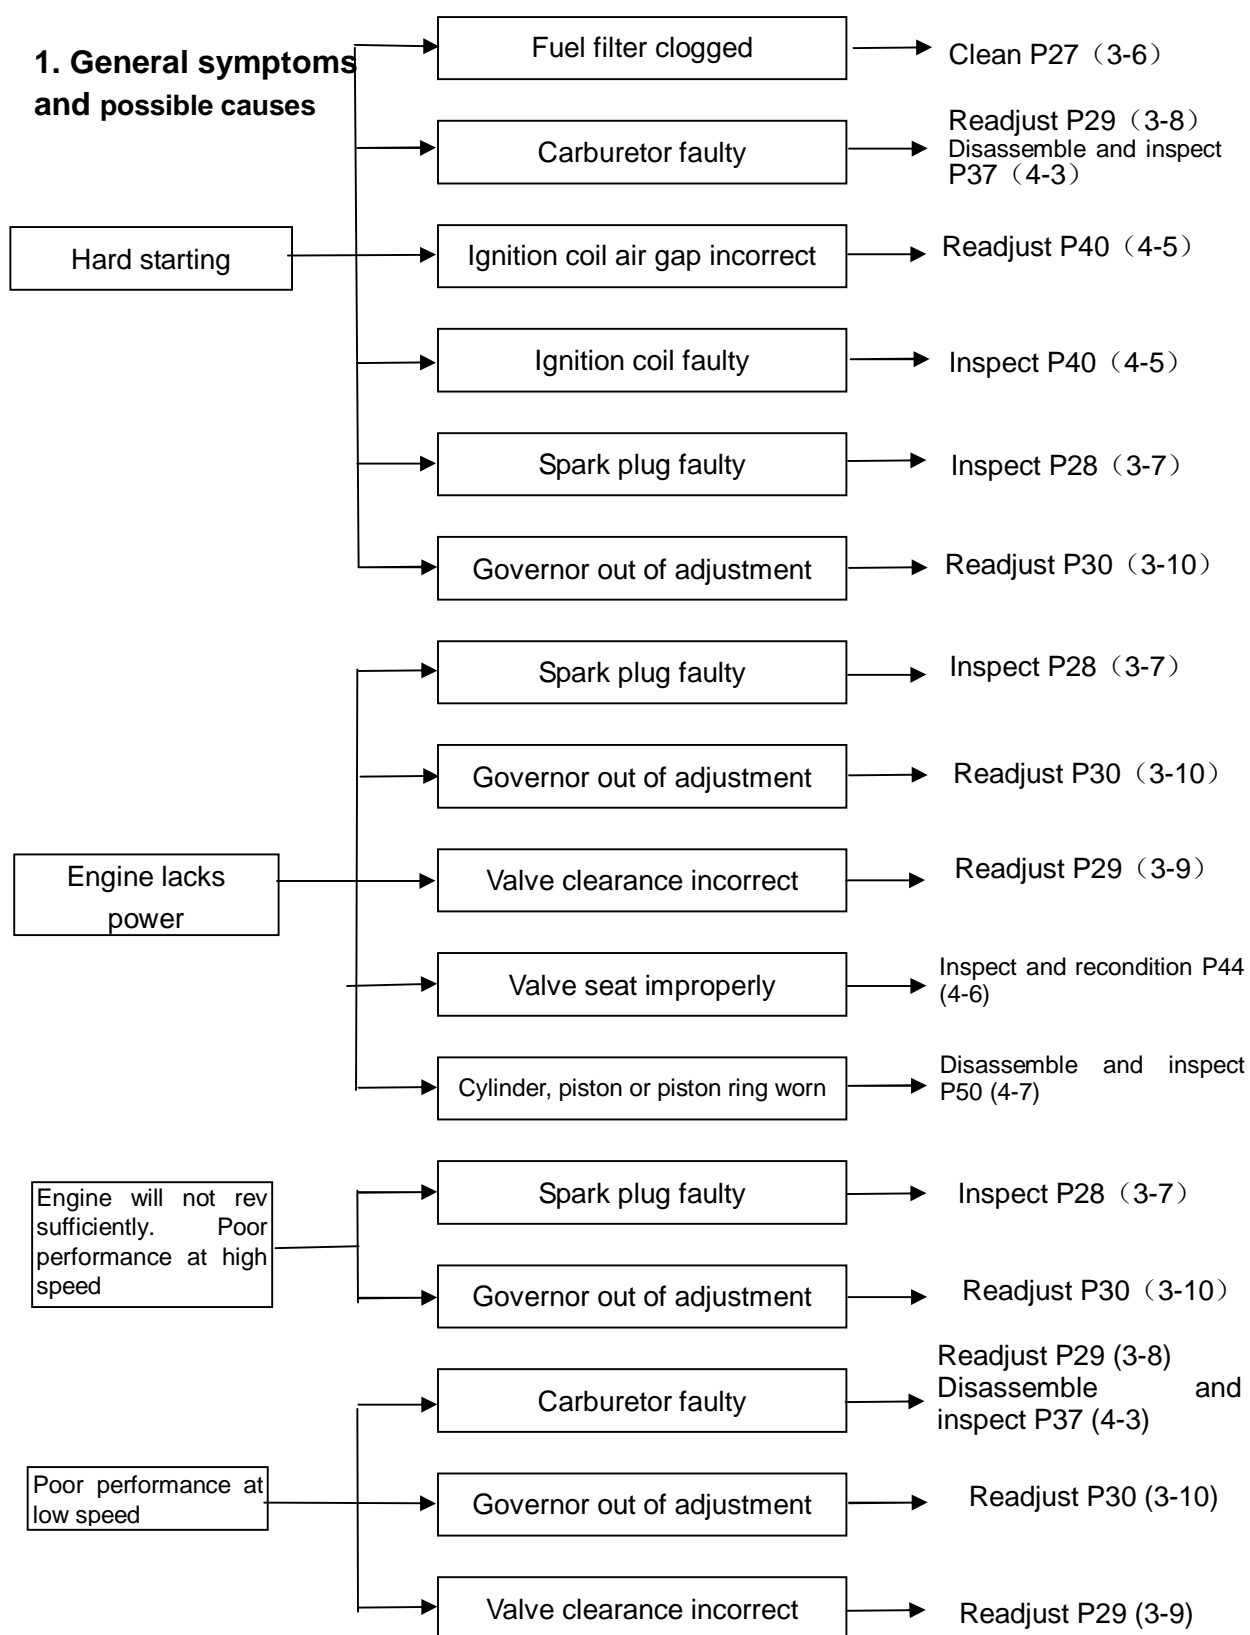 1. General symptoms
and possible causes
Fuel filter clogged
Clean P27（3-6）
Carburetor faulty
Readjust P29（3-8）
Disassemble and inspect
P37（4-3）
Hard starting
Ignition coil air gap incorrect
Readjust P40（4-5）
Ignition coil faulty
Inspect P40（4-5）
Spark plug faulty
Inspect P28（3-7）
Governor out of adjustment
Readjust P30（3-10）
Spark plug faulty
Inspect P28（3-7）
Governor out of adjustment
Readjust P30（3-10）
Engine lacks
power
Valve clearance incorrect
Readjust P29（3-9）
Valve seat improperly
Inspect and recondition P44
(4-6)
Cylinder, piston or piston ring worn
Disassemble and inspect
P50 (4-7)
Engine will not rev
sufficiently. Poor
performance at high
speed
Spark plug faulty
Inspect P28（3-7）
Governor out of adjustment
Readjust P30（3-10）
Carburetor faulty
Readjust P29 (3-8)
Disassemble and
inspect P37 (4-3)
Poor performance at
low speed
Governor out of adjustment
Readjust P30 (3-10)
Valve clearance incorrect
Readjust P29 (3-9)